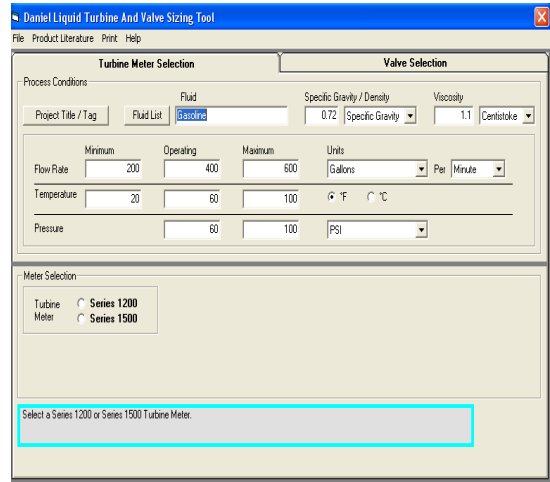 Daniel Liquid Turbine And Valve Sizing Tool
File Product Literature Print Help
Turbine Meter Selection Valve Selection
Process Conditions
Fluid Specific Gravity / Density Viscosity
Project Title / Tag Fluid List Gasoline 0.72 Specific Gravity 1.1 Centistoke
Minimum Operating Maximum Units
Flow Rate 200 400 600 Gallons Per Minute
Temperature 20 60 100 °F °C
Pressure 60 100 PSI
Meter Selection
Turbine Meter Series 1200
Series 1500
Select a Series 1200 or Series 1500 Turbine Meter.